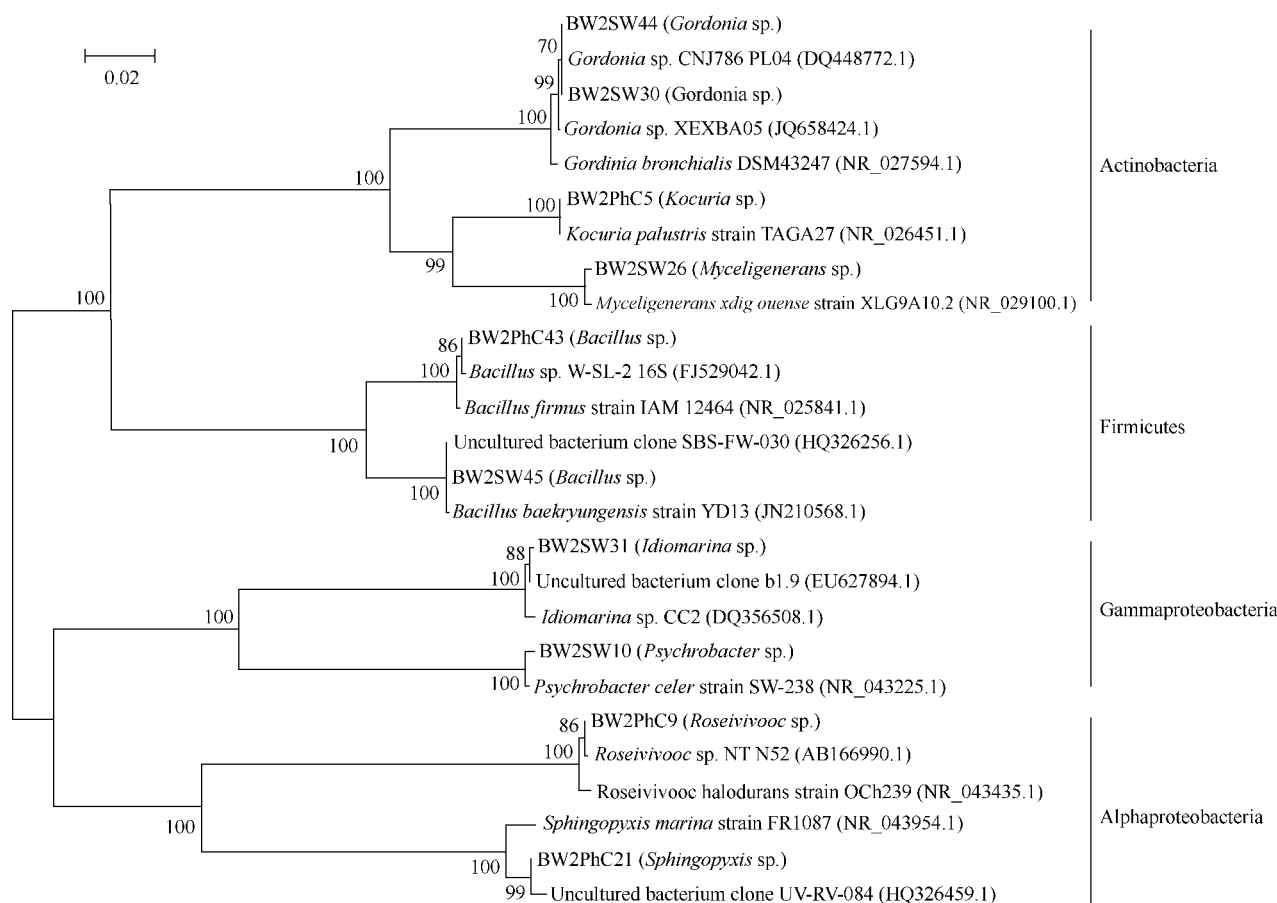 BW2SW44 (Gordonia sp.)
70
0.02
Gordonia sp. CNJ786 PL04 (DQ448772.1)
99
BW2SW30 (Gordonia sp.)
100
Gordonia sp. XEXBA05 (JQ658424.1)
Gordinia bronchialis DSM43247 (NR_027594.1)
Actinobacteria
100
BW2PhC5 (Kocuria sp.)
100
Kocuria palustris strain TAGA27 (NR_026451.1)
99
BW2SW26 (Myceligenerans sp.)
100
100
Myceligenerans xdig ouense strain XLG9A10.2 (NR_029100.1)
BW2PhC43 (Bacillus sp.)
86
100
Bacillus sp. W-SL-2 16S (FJ529042.1)
Bacillus firmus strain IAM 12464 (NR_025841.1)
Firmicutes
100
Uncultured bacterium clone SBS-FW-030 (HQ326256.1)
BW2SW45 (Bacillus sp.)
100
Bacillus baekryungensis strain YD13 (JN210568.1)
BW2SW31 (Idiomarina sp.)
88
100
Uncultured bacterium clone b1.9 (EU627894.1)
Gammaproteobacteria
100
Idiomarina sp. CC2 (DQ356508.1)
BW2SW10 (Psychrobacter sp.)
100
Psychrobacter celer strain SW-238 (NR_043225.1)
BW2PhC9 (Roseivivooc sp.)
86
100
Roseivivooc sp. NT N52 (AB166990.1)
Roseivivooc halodurans strain OCh239 (NR_043435.1)
Alphaproteobacteria
100
Sphingopyxis marina strain FR1087 (NR_043954.1)
100
BW2PhC21 (Sphingopyxis sp.)
99
Uncultured bacterium clone UV-RV-084 (HQ326459.1)